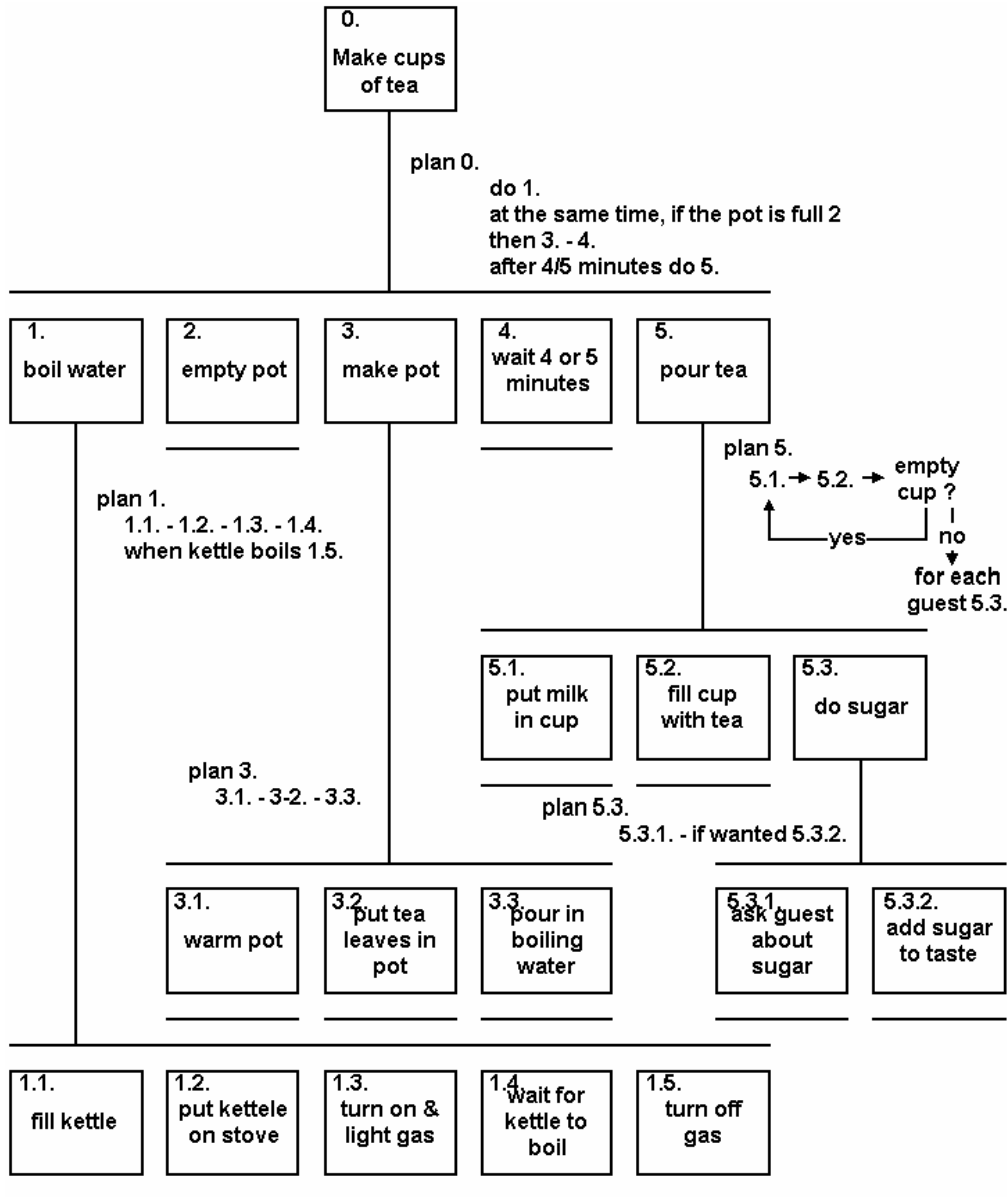 0.
Make cups
of tea
plan 0.
do 1.
at the same time, if the pot is full 2
then 3. - 4.
after 4/5 minutes do 5.
1.
boil water
2.
empty pot
3.
make pot
4.
wait 4 or 5
minutes
5.
pour tea
plan 1.
1.1. - 1.2. - 1.3. - 1.4.
when kettle boils 1.5.
plan 5.
5.1. → 5.2. → empty
cup ?
yes
no
for each
guest 5.3.
5.1.
put milk
in cup
5.2.
fill cup
with tea
5.3.
do sugar
plan 3.
3.1. - 3-2. - 3.3.
plan 5.3.
5.3.1. - if wanted 5.3.2.
3.1.
warm pot
3.2.
put tea
leaves in
pot
3.3.
pour in
boiling
water
5.3.1.
ask guest
about
sugar
5.3.2.
add sugar
to taste
1.1.
fill kettle
1.2.
put kettele
on stove
1.3.
turn on &
light gas
1.4.
wait for
kettle to
boil
1.5.
turn off
gas